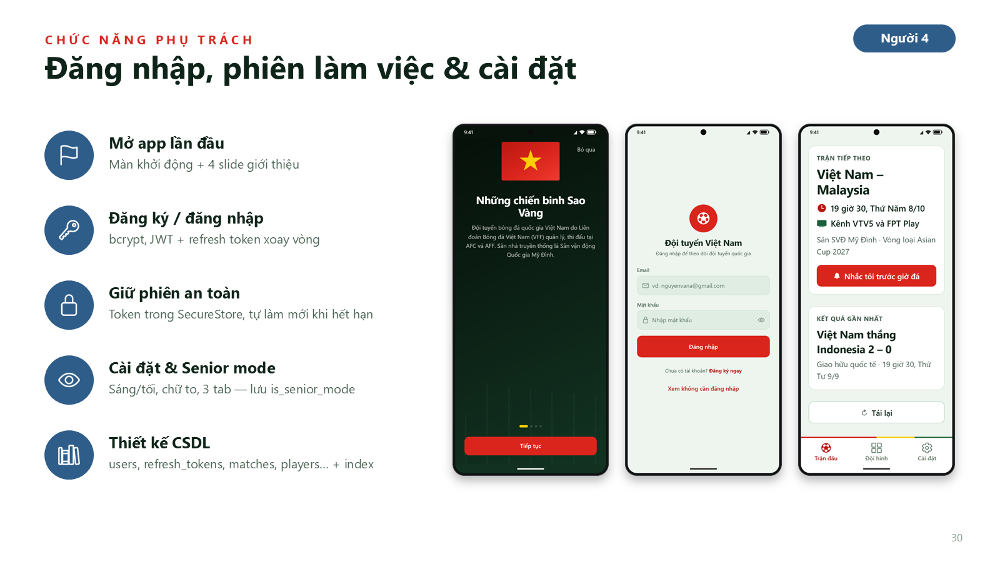 CHỨC NĂNG PHỤ TRÁCH
Đăng nhập, phiên làm việc & cài đặt
Người 4
Mở app lần đầu
Màn khởi động + 4 slide giới thiệu
Đăng ký / đăng nhập
bcrypt, JWT + refresh token xoay vòng
Giữ phiên an toàn
Token trong SecureStore, tự làm mới khi hết hạn
Cài đặt & Senior mode
Sáng/tối, chữ to, 3 tab — lưu is_senior_mode
Thiết kế CSDL
users, refresh_tokens, matches, players... + index
9:41
Bỏ qua
Những chiến binh Sao
Vàng
Đội tuyển bóng đá quốc gia Việt Nam do Liên
đoàn Bóng đá Việt Nam (VFF) quản lý, thi đấu tại
AFC và AFF. Sân nhà truyền thống là Sân vận động
Quốc gia Mỹ Đình.
Tiếp tục
9:41
Đội tuyển Việt Nam
Đăng nhập để theo dõi đội tuyển quốc gia
Email
vd: nguyenvana@gmail.com
Mật khẩu
Nhập mật khẩu
Đăng nhập
Chưa có tài khoản? Đăng ký ngay
Xem không cần đăng nhập
9:41
TRẬN TIẾP THEO
Việt Nam –
Malaysia
19 giờ 30, Thứ Năm 8/10
Kênh VTV5 và FPT Play
Sân SVĐ Mỹ Đình · Vòng loại Asian
Cup 2027
Nhắc tôi trước giờ đá
KẾT QUẢ GẦN NHẤT
Việt Nam thắng
Indonesia 2 – 0
Giao hữu quốc tế · 19 giờ 30, Thứ
Tư 9/9
Tải lại
Trận đấu
Đội hình
Cài đặt
30